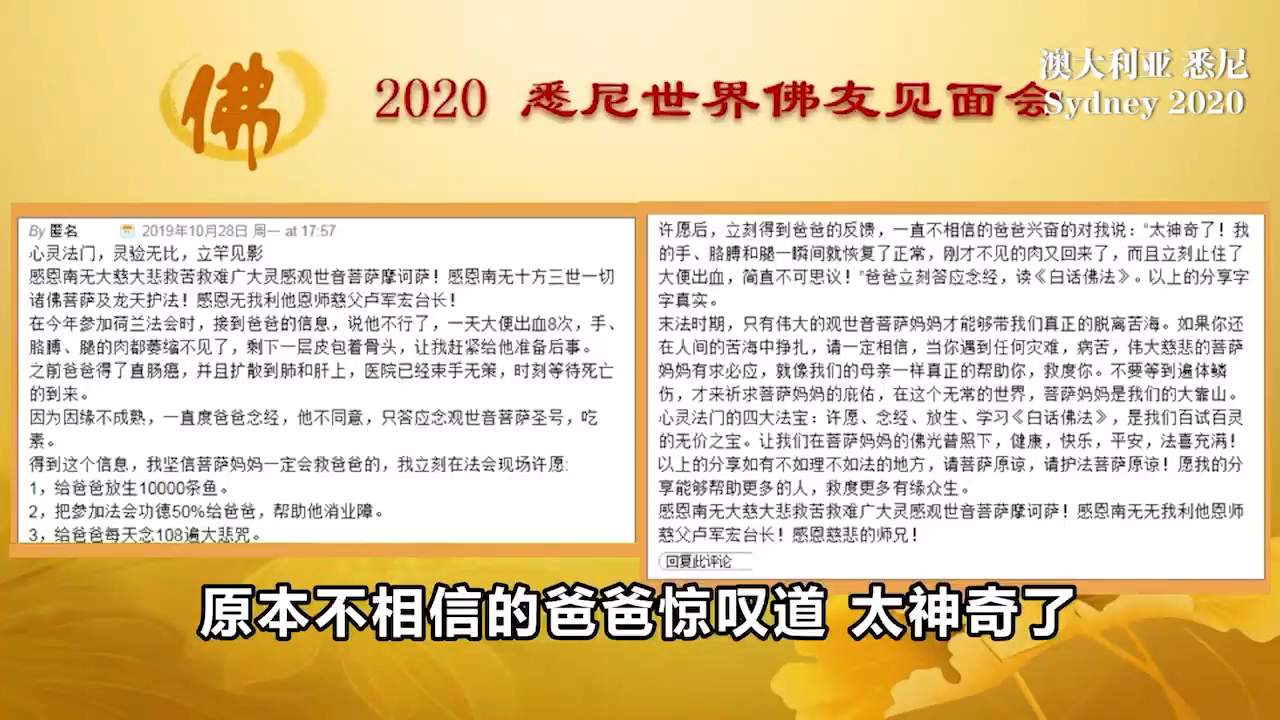 佛
2020 悉尼世界佛友见面会
澳大利亚 悉尼
Sydney 2020
By 匿名 2019年10月28日 周一 at 17:57
心灵法门，灵验无比，立竿见影
感恩南无大慈大悲救苦救难广大灵感观世音菩萨摩诃萨！感恩南无十方三世一切
诸佛菩萨及龙天护法！感恩无我利他恩师慈父卢军宏台长！
在今年参加荷兰法会时，接到爸爸的信息，说他不行了，一天大便出血8次，手、
胳膊、腿的肉都萎缩不见了，剩下一层皮包着骨头，让我赶紧给他准备后事。
之前爸爸得了直肠癌，并且扩散到肺和肝上，医院已经束手无策，时刻等待死亡
的到来。
因为因缘不成熟，一直度爸爸念经，他不同意，只答应念观世音菩萨圣号，吃
素。
得到这个信息，我坚信菩萨妈妈一定会救爸爸的，我立刻在法会现场许愿:
1，给爸爸放生10000条鱼。
2，把参加法会功德50%给爸爸，帮助他消业障。
3，给爸爸每天念108遍大悲咒。
许愿后，立刻得到爸爸的反馈，一直不相信的爸爸兴奋的对我说：“太神奇了！我
的手、胳膊和腿一瞬间就恢复了正常，刚才不见的肉又回来了，而且立刻止住了
大便出血，简直不可思议！”爸爸立刻答应念经，读《白话佛法》。以上的分享字
字真实。
末法时期，只有伟大的观世音菩萨妈妈才能够带我们真正的脱离苦海。如果你还
在人间的苦海中挣扎，请一定相信，当你遇到任何灾难，病苦，伟大慈悲的菩萨
妈妈有求必应，就像我们的母亲一样真正的帮助你，救度你。不要等到遍体鳞
伤，才来祈求菩萨妈妈的庇佑，在这个无常的世界，菩萨妈妈是我们的大靠山。
心灵法门的四大法宝：许愿、念经、放生、学习《白话佛法》，是我们百试百灵
的无价之宝。让我们在菩萨妈妈的佛光普照下，健康，快乐，平安，法喜充满！
以上的分享如有不如理不如法的地方，请菩萨原谅，请护法菩萨原谅！愿我的分
享能够帮助更多的人，救度更多有缘众生。
感恩南无大慈大悲救苦救难广大灵感观世音菩萨摩诃萨！感恩南无无我利他恩师
慈父卢军宏台长！感恩慈悲的师兄！
回复此评论
原本不相信的爸爸惊叹道 太神奇了